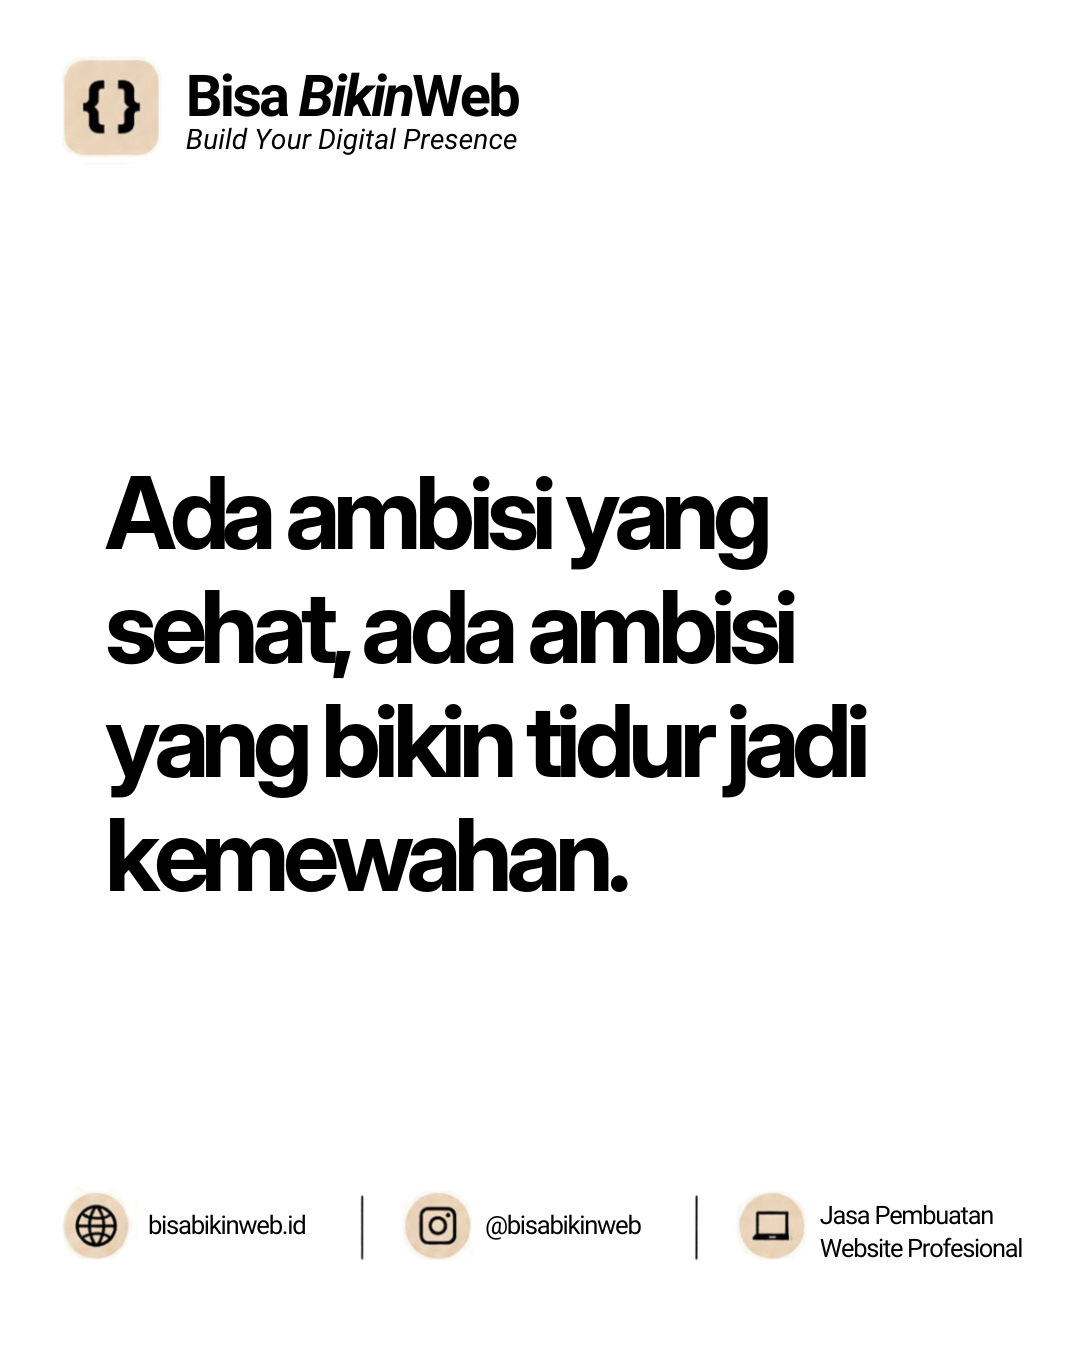 { }
Bisa BikinWeb
Build Your Digital Presence
Ada ambisi yang
sehat, ada ambisi
yang bikin tidur jadi
kemewahan.
bisabikinweb.id
@bisabikinweb
Jasa Pembuatan
Website Profesional